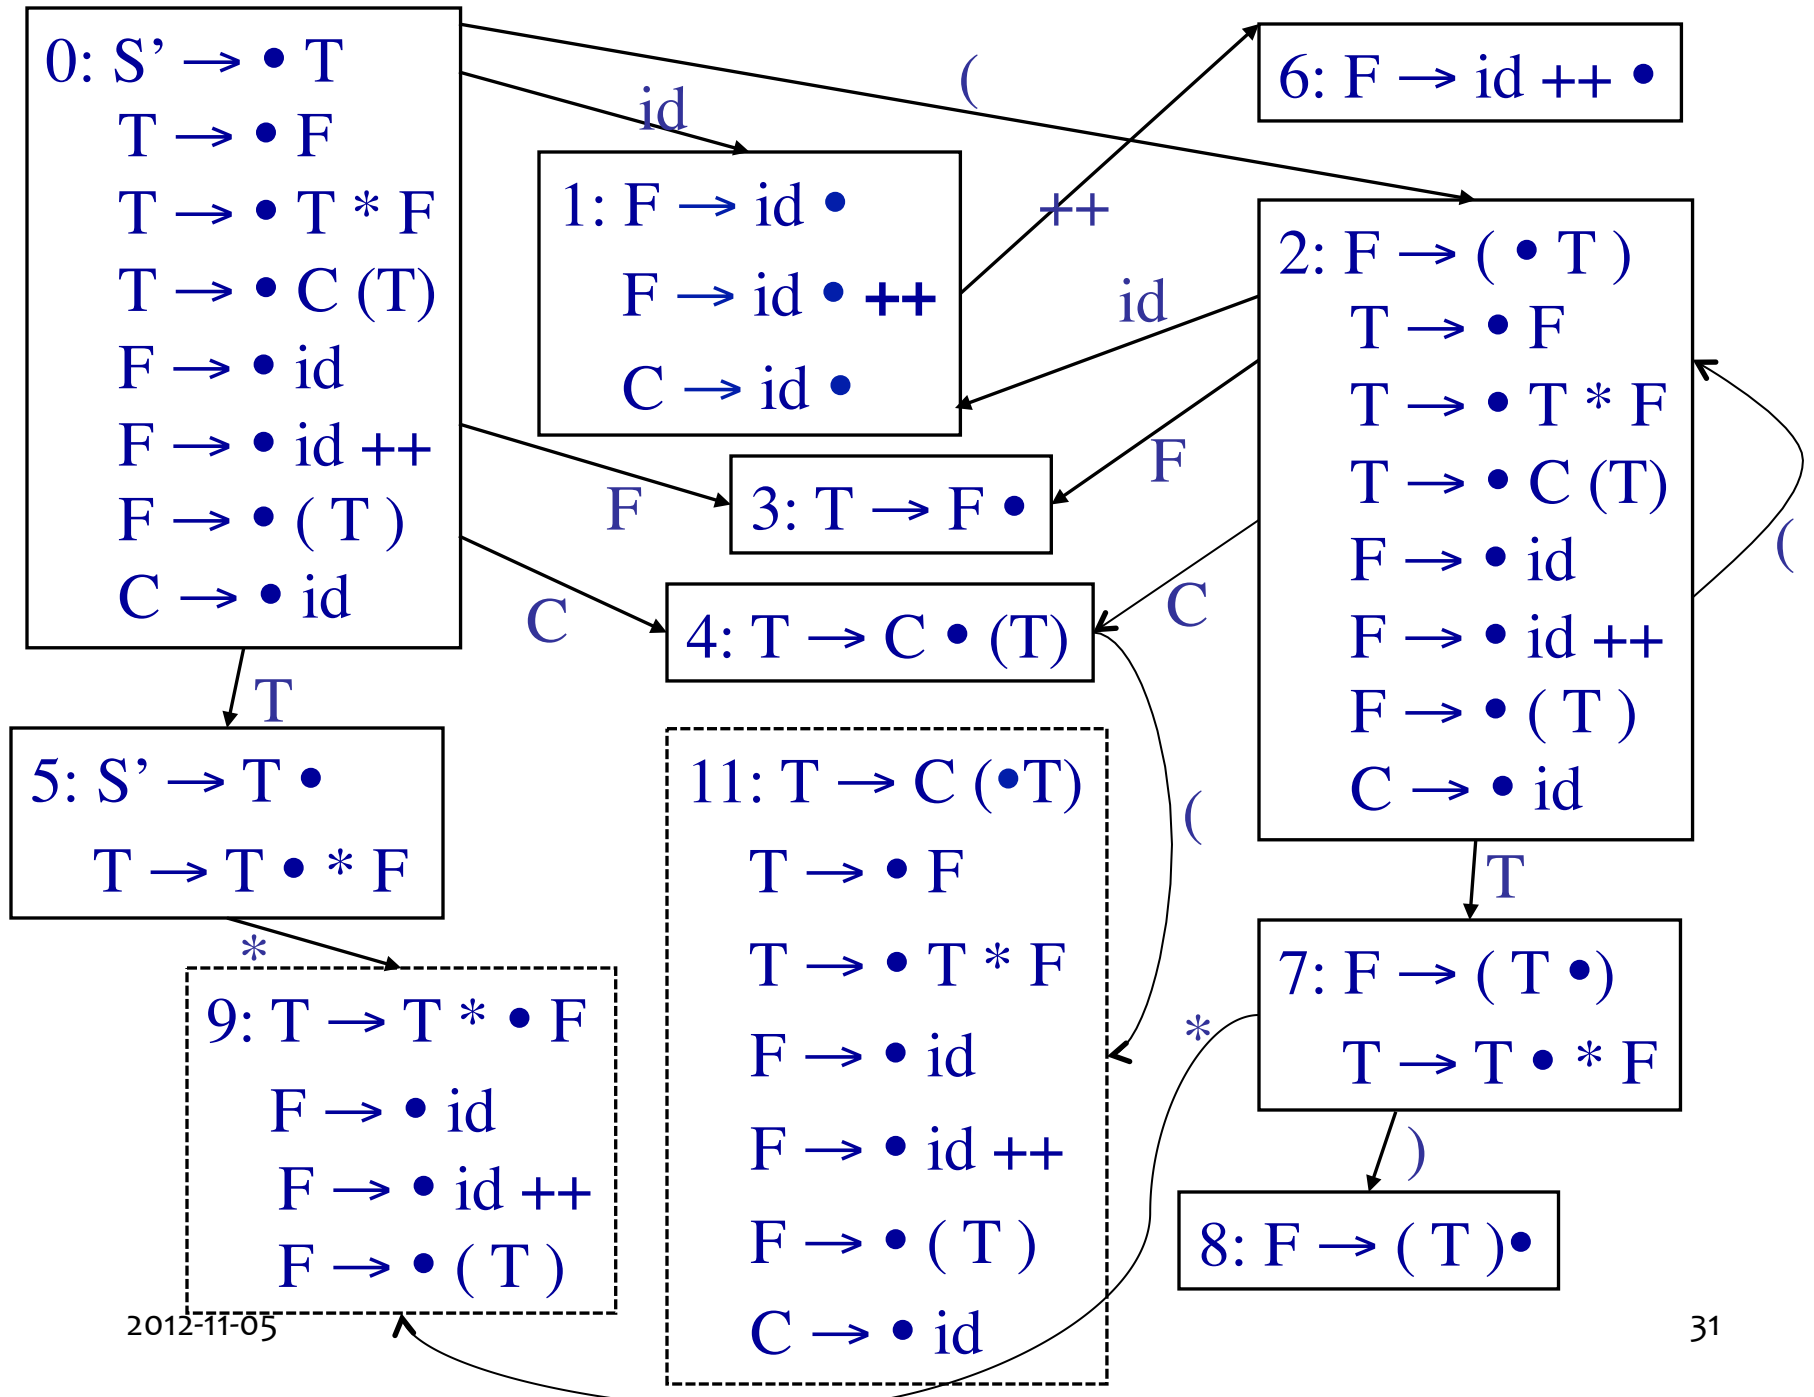 0: S’ → • T
T → • F
T → • T * F
T → • C (T)
F → • id
F → • id ++
F → • ( T )
C → • id
(
id
1: F → id •
F → id • ++
C → id •
++
6: F → id ++ •
2: F → ( • T )
T → • F
T → • T * F
T → • C (T)
F → • id
F → • id ++
F → • ( T )
C → • id
id
F
C
(
F
3: T → F •
C
4: T → C • (T)
T
5: S’ → T •
T → T • * F
*
9: T → T * • F
F → • id
F → • id ++
F → • ( T )
11: T → C (•T)
T → • F
T → • T * F
F → • id
F → • id ++
F → • ( T )
C → • id
(
T
7: F → ( T •)
T → T • * F
*
)
8: F → ( T )•
2012-11-05
31